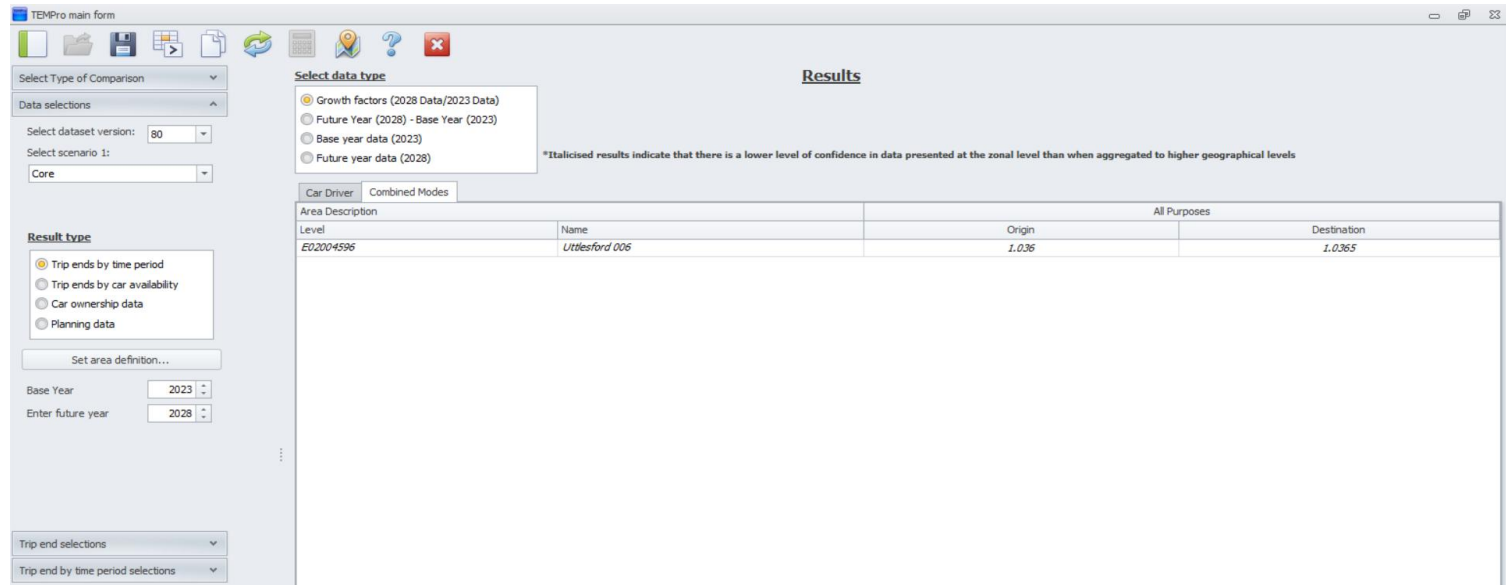 TEMPro main form
Select Type of Comparison
Data selections
Select dataset version: 80
Select scenario 1:
Core
Result type
Trip ends by time period
Trip ends by car availability
Car ownership data
Planning data
Set area definition...
Base Year 2023
Enter future year 2028
Trip end selections
Trip end by time period selections
Select data type
Results
Growth factors (2028 Data/2023 Data)
Future Year (2028) - Base Year (2023)
Base year data (2023)
Future year data (2028)
*Italicised results indicate that there is a lower level of confidence in data presented at the zonal level than when aggregated to higher geographical levels
Car Driver Combined Modes
Area Description All Purposes
Level Name Origin Destination
E02004596 Uttlesford 006 1.036 1.0365